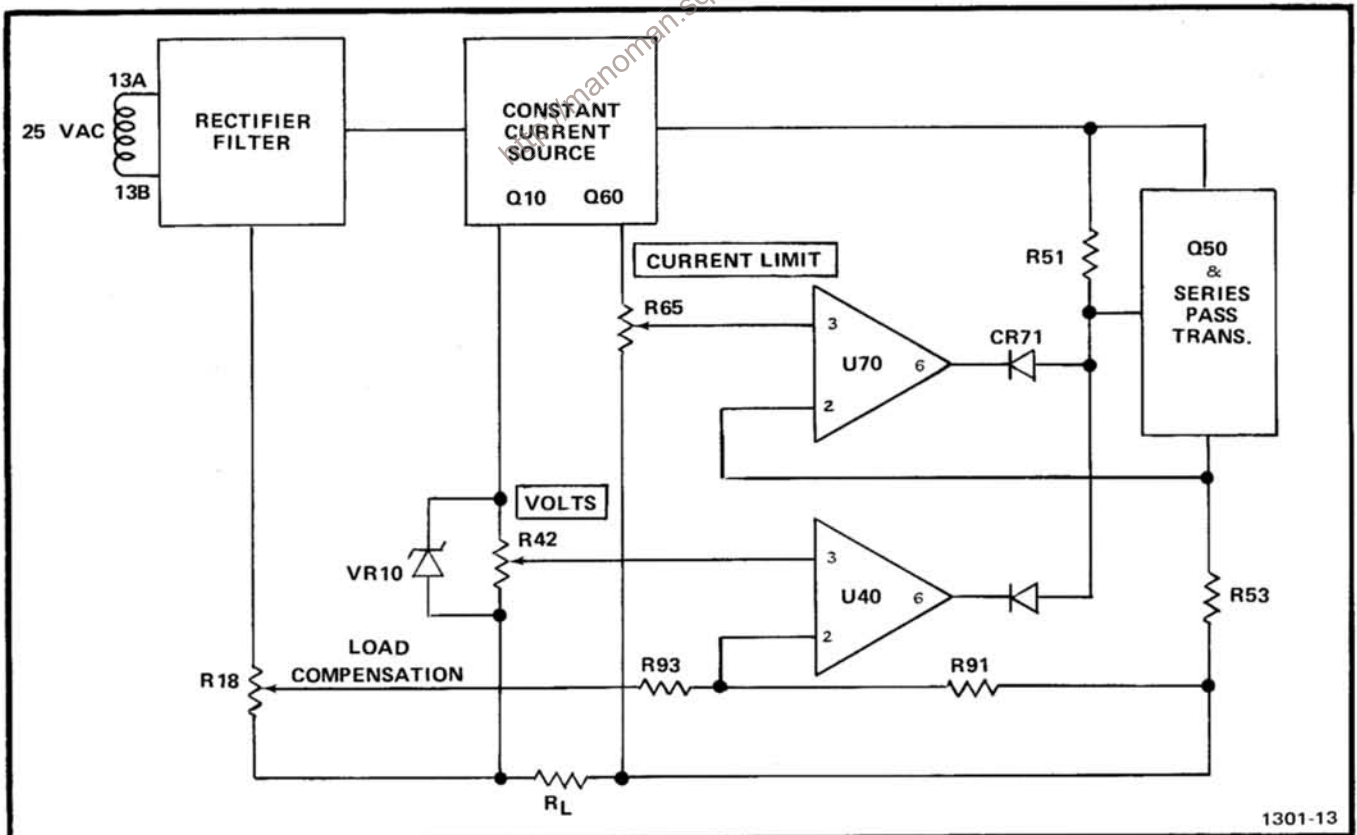 13A
25 VAC
13B
RECTIFIER
FILTER
CONSTANT
CURRENT
SOURCE
Q10 Q60
CURRENT LIMIT
R65
3
U70 6
2
CR71
R51
Q50
&
SERIES
PASS
TRANS.
VOLTS
R42
VR10
3
U40 6
2
R53
LOAD
COMPENSATION
R18
R93
R91
RL
1301-13